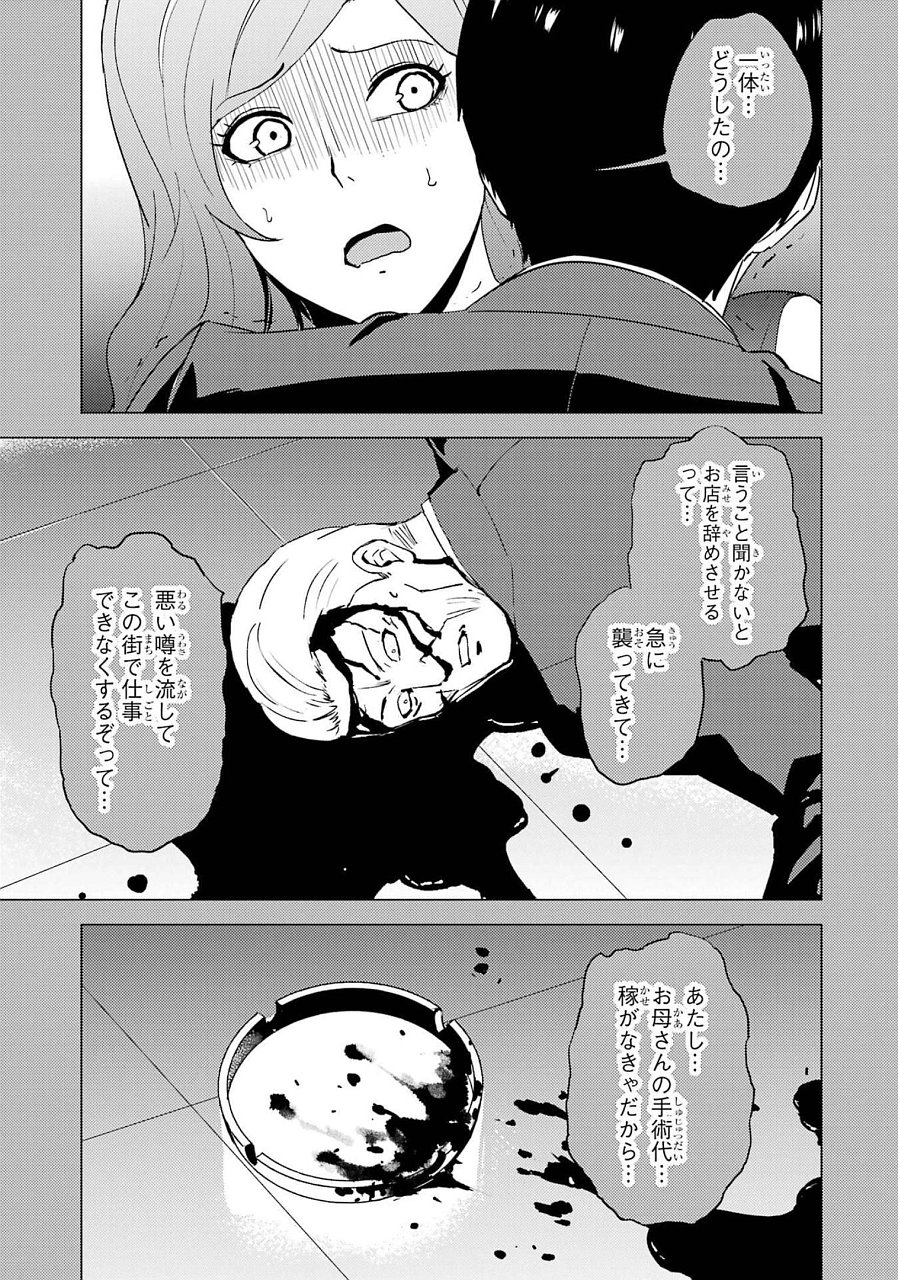 一体…
どうしたの…
言うこと聞かないと
お店を辞めさせる
って…
急に
襲ってきて…
悪い噂を流して
この街で仕事
できなくするぞって…
あたし…
お母さんの手術代…
稼がなきゃだから…